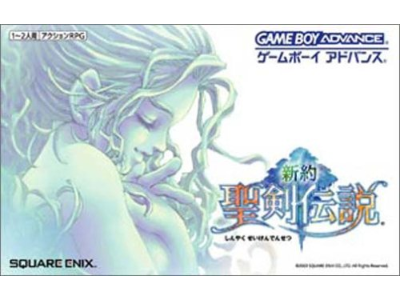 1~2人用 アクションRPG
GAME BOY ADVANCE
ゲームボーイ アドバンス
新約
聖剣伝説
しんやく せいけんでんせつ
SQUARE ENIX